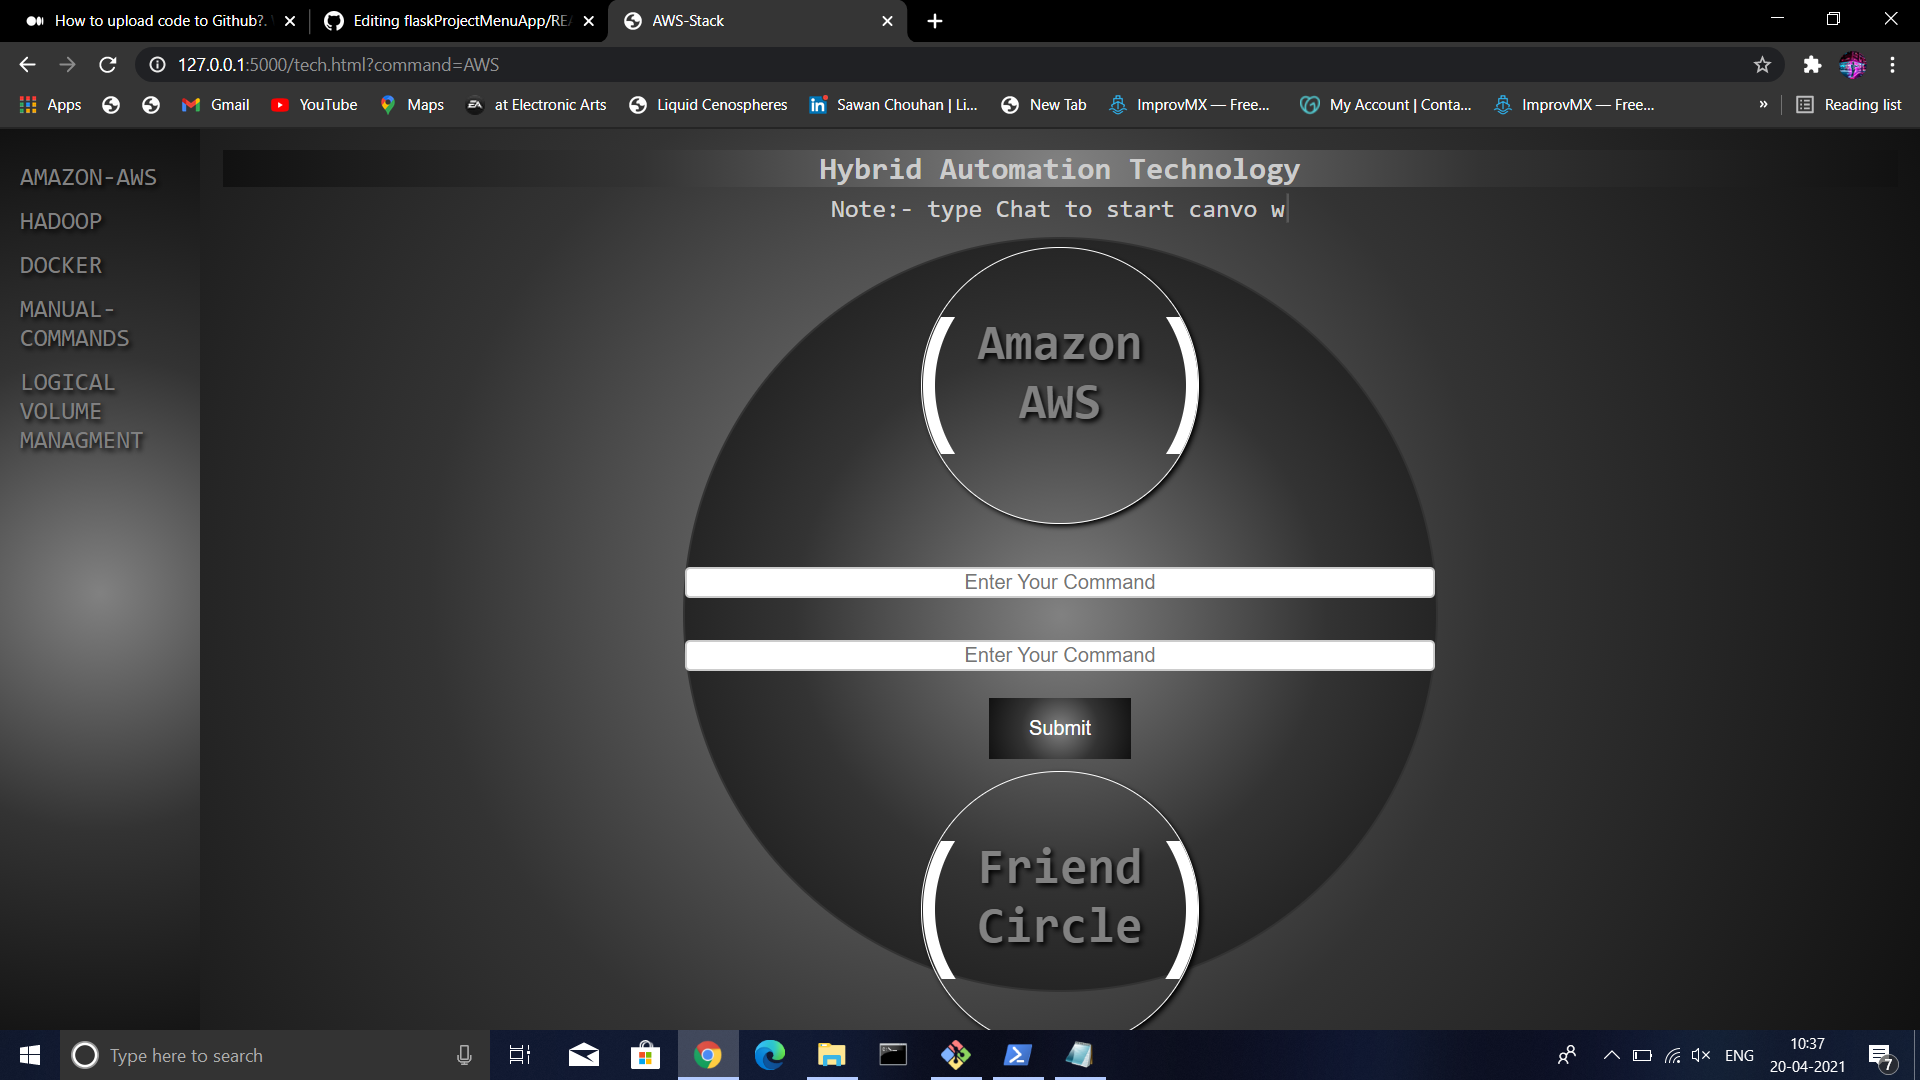 How to upload code to Github?.
Editing flaskProjectMenuApp/REA
AWS-Stack
127.0.0.1:5000/tech.html?command=AWS
Apps
Gmail
YouTube
Maps
EA
at Electronic Arts
Liquid Cenospheres
in
Sawan Chouhan | Li...
New Tab
ImprovMX — Free...
My Account | Conta...
ImprovMX — Free...
»
Reading list
AMAZON-AWS
HADOOP
DOCKER
MANUAL-
COMMANDS
LOGICAL
VOLUME
MANAGMENT
Hybrid Automation Technology
Note:- type Chat to start canvo w
Amazon
AWS
Enter Your Command
Enter Your Command
Submit
Friend
Circle
Type here to search
ENG
10:37
20-04-2021
7